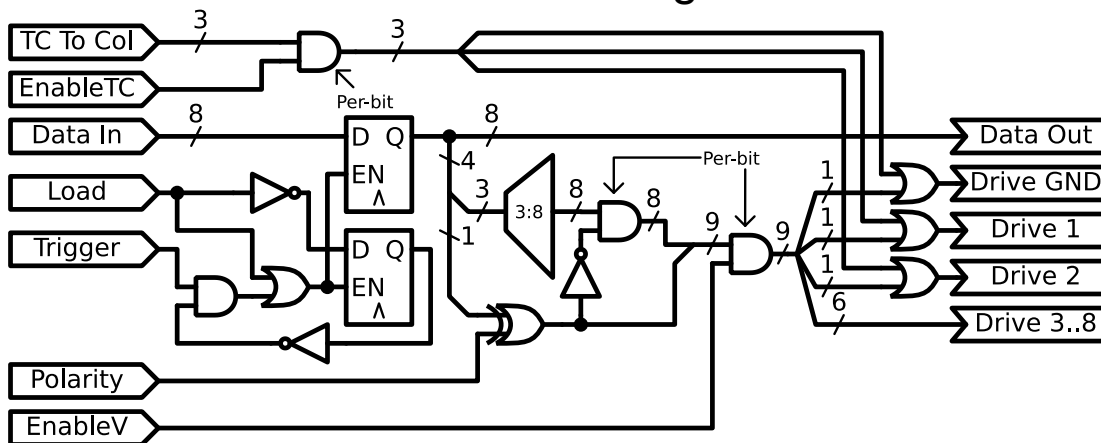 g
TC To Col
3
3
EnableTC
Per-bit
Data In
8
D Q
EN
8
Data Out
4
Per-bit
Load
3
3:8
8
8
1
Drive GND
Trigger
D Q
EN
1
9
9
1
Drive 1
1
Drive 2
6
Drive 3..8
Polarity
EnableV